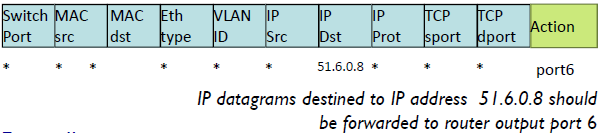 Switch MAC MAC Eth VLAN IP IP IP TCP TCP Action
Port src dst type ID Src Dst Prot sport dport
* * * * * * 51.6.0.8 * * * port6
IP datagrams destined to IP address 51.6.0.8 should
be forwarded to router output port 6